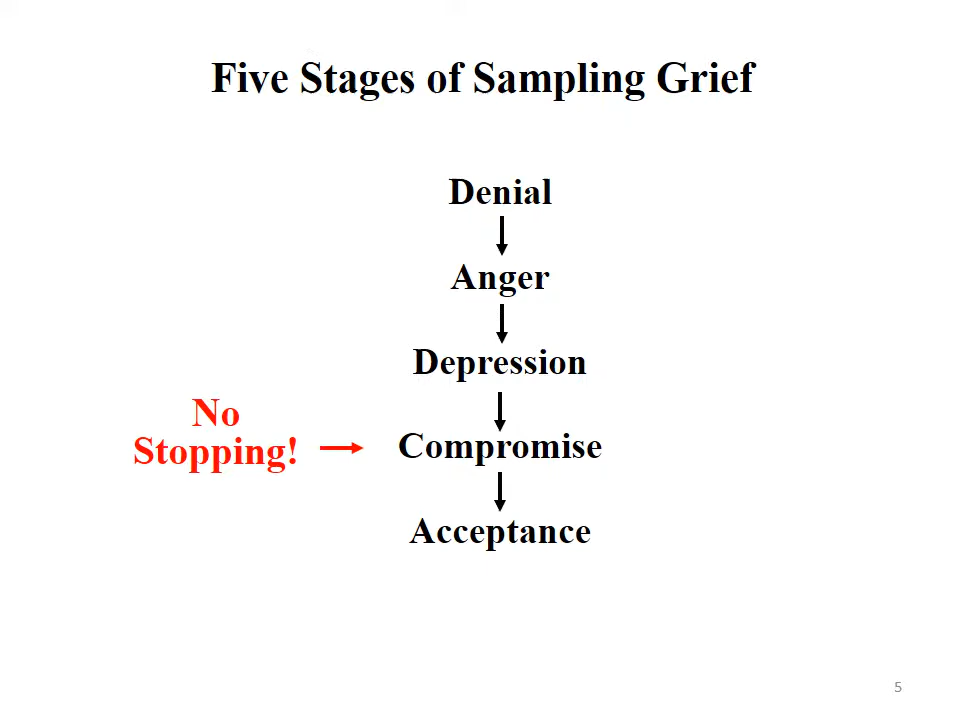 Five Stages of Sampling Grief
Denial
Anger
Depression
No
Stopping!
Compromise
Acceptance
5